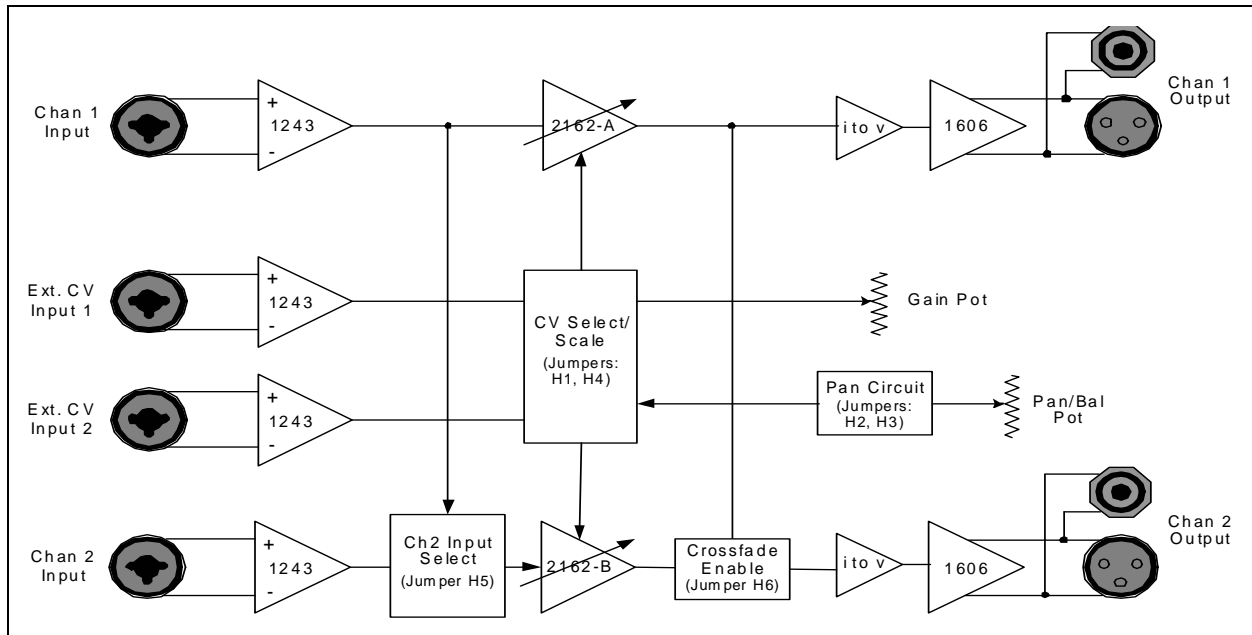 Chan 1
Input
+
1243
-
2162-A
i to v
1606
Chan 1
Output
Ext. CV
Input 1
+
1243
-
CV Select/
Scale
(Jumpers:
H1, H4)
Gain Pot
Ext. CV
Input 2
+
1243
-
Pan Circuit
(Jumpers:
H2, H3)
Pan/Bal
Pot
Chan 2
Input
+
1243
-
Ch2 Input
Select
(Jumper H5)
2162-B
Crossfade
Enable
(Jumper H6)
i to v
1606
Chan 2
Output